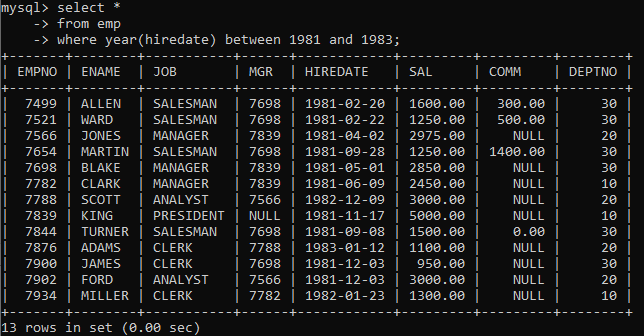 mysql> select *
    -> from emp
    -> where year(hiredate) between 1981 and 1983;
+-------+--------+-----------+------+------------+---------+---------+--------+
| EMPNO | ENAME  | JOB       | MGR  | HIREDATE   | SAL     | COMM    | DEPTNO |
+-------+--------+-----------+------+------------+---------+---------+--------+
|  7499 | ALLEN  | SALESMAN  | 7698 | 1981-02-20 | 1600.00 |  300.00 |     30 |
|  7521 | WARD   | SALESMAN  | 7698 | 1981-02-22 | 1250.00 |  500.00 |     30 |
|  7566 | JONES  | MANAGER   | 7839 | 1981-04-02 | 2975.00 |    NULL |     20 |
|  7654 | MARTIN | SALESMAN  | 7698 | 1981-09-28 | 1250.00 | 1400.00 |     30 |
|  7698 | BLAKE  | MANAGER   | 7839 | 1981-05-01 | 2850.00 |    NULL |     30 |
|  7782 | CLARK  | MANAGER   | 7839 | 1981-06-09 | 2450.00 |    NULL |     10 |
|  7788 | SCOTT  | ANALYST   | 7566 | 1982-12-09 | 3000.00 |    NULL |     20 |
|  7839 | KING   | PRESIDENT | NULL | 1981-11-17 | 5000.00 |    NULL |     10 |
|  7844 | TURNER | SALESMAN  | 7698 | 1981-09-08 | 1500.00 |    0.00 |     30 |
|  7876 | ADAMS  | CLERK     | 7788 | 1983-01-12 | 1100.00 |    NULL |     20 |
|  7900 | JAMES  | CLERK     | 7698 | 1981-12-03 |  950.00 |    NULL |     30 |
|  7902 | FORD   | ANALYST   | 7566 | 1981-12-03 | 3000.00 |    NULL |     20 |
|  7934 | MILLER | CLERK     | 7782 | 1982-01-23 | 1300.00 |    NULL |     10 |
+-------+--------+-----------+------+------------+---------+---------+--------+
13 rows in set (0.00 sec)